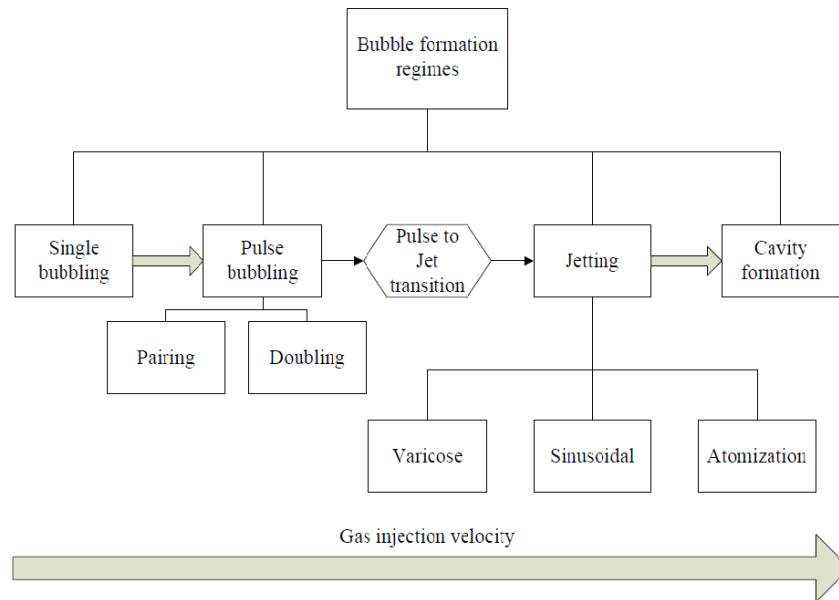 Bubble formation
regimes
Single
bubbling
Pulse
bubbling
Pulse to
Jet
transition
Jetting
Cavity
formation
Pairing
Doubling
Varicose
Sinusoidal
Atomization
Gas injection velocity